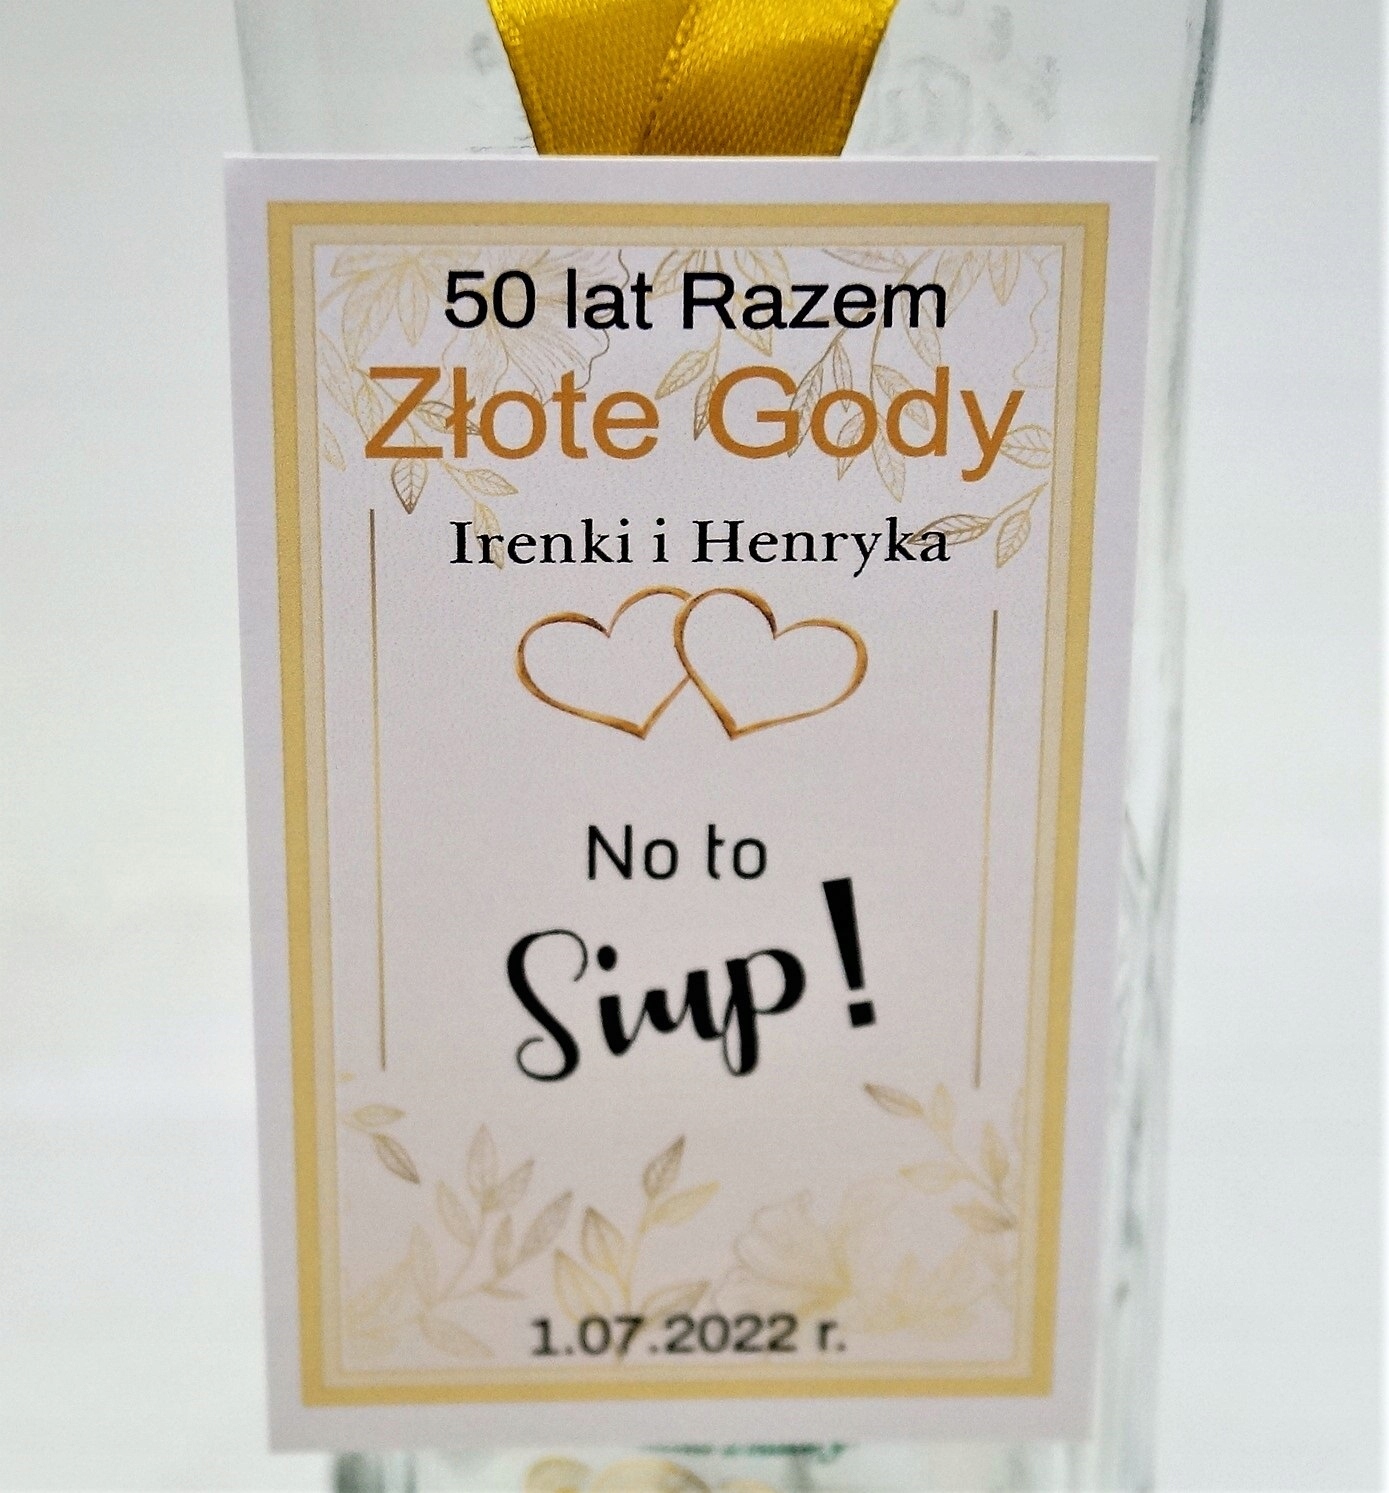 50 lat Razem
Złote Gody
Irenki i Henryka
No to
Siup!
1.07.2022 r.